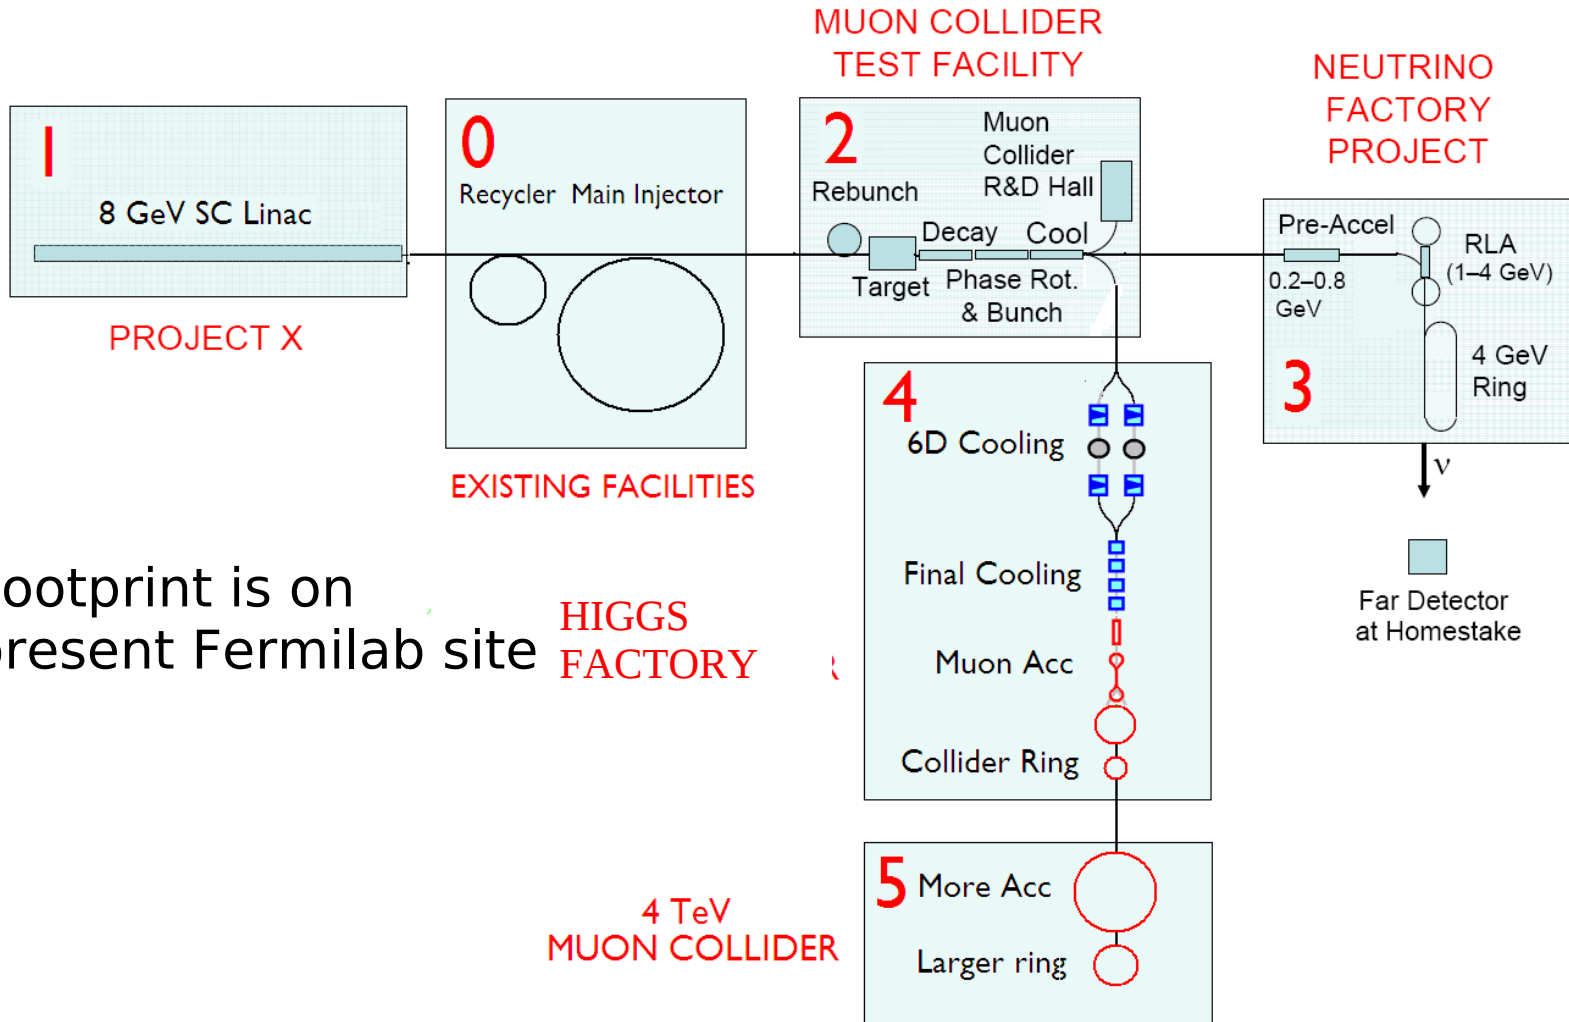 MUON COLLIDER
TEST FACILITY
NEUTRINO
FACTORY
PROJECT
1
8 GeV SC Linac
PROJECT X
0
Recycler Main Injector
EXISTING FACILITIES
2
Muon
Collider
R&D Hall
Rebunch
Decay
Cool
Target
Phase Rot.
& Bunch
Pre-Accel
RLA
(1–4 GeV)
0.2–0.8
GeV
4 GeV
Ring
3
ν
Far Detector
at Homestake
4
6D Cooling
Final Cooling
Muon Acc
Collider Ring
ootprint is on
present Fermilab site
HIGGS
FACTORY
5
More Acc
Larger ring
4 TeV
MUON COLLIDER